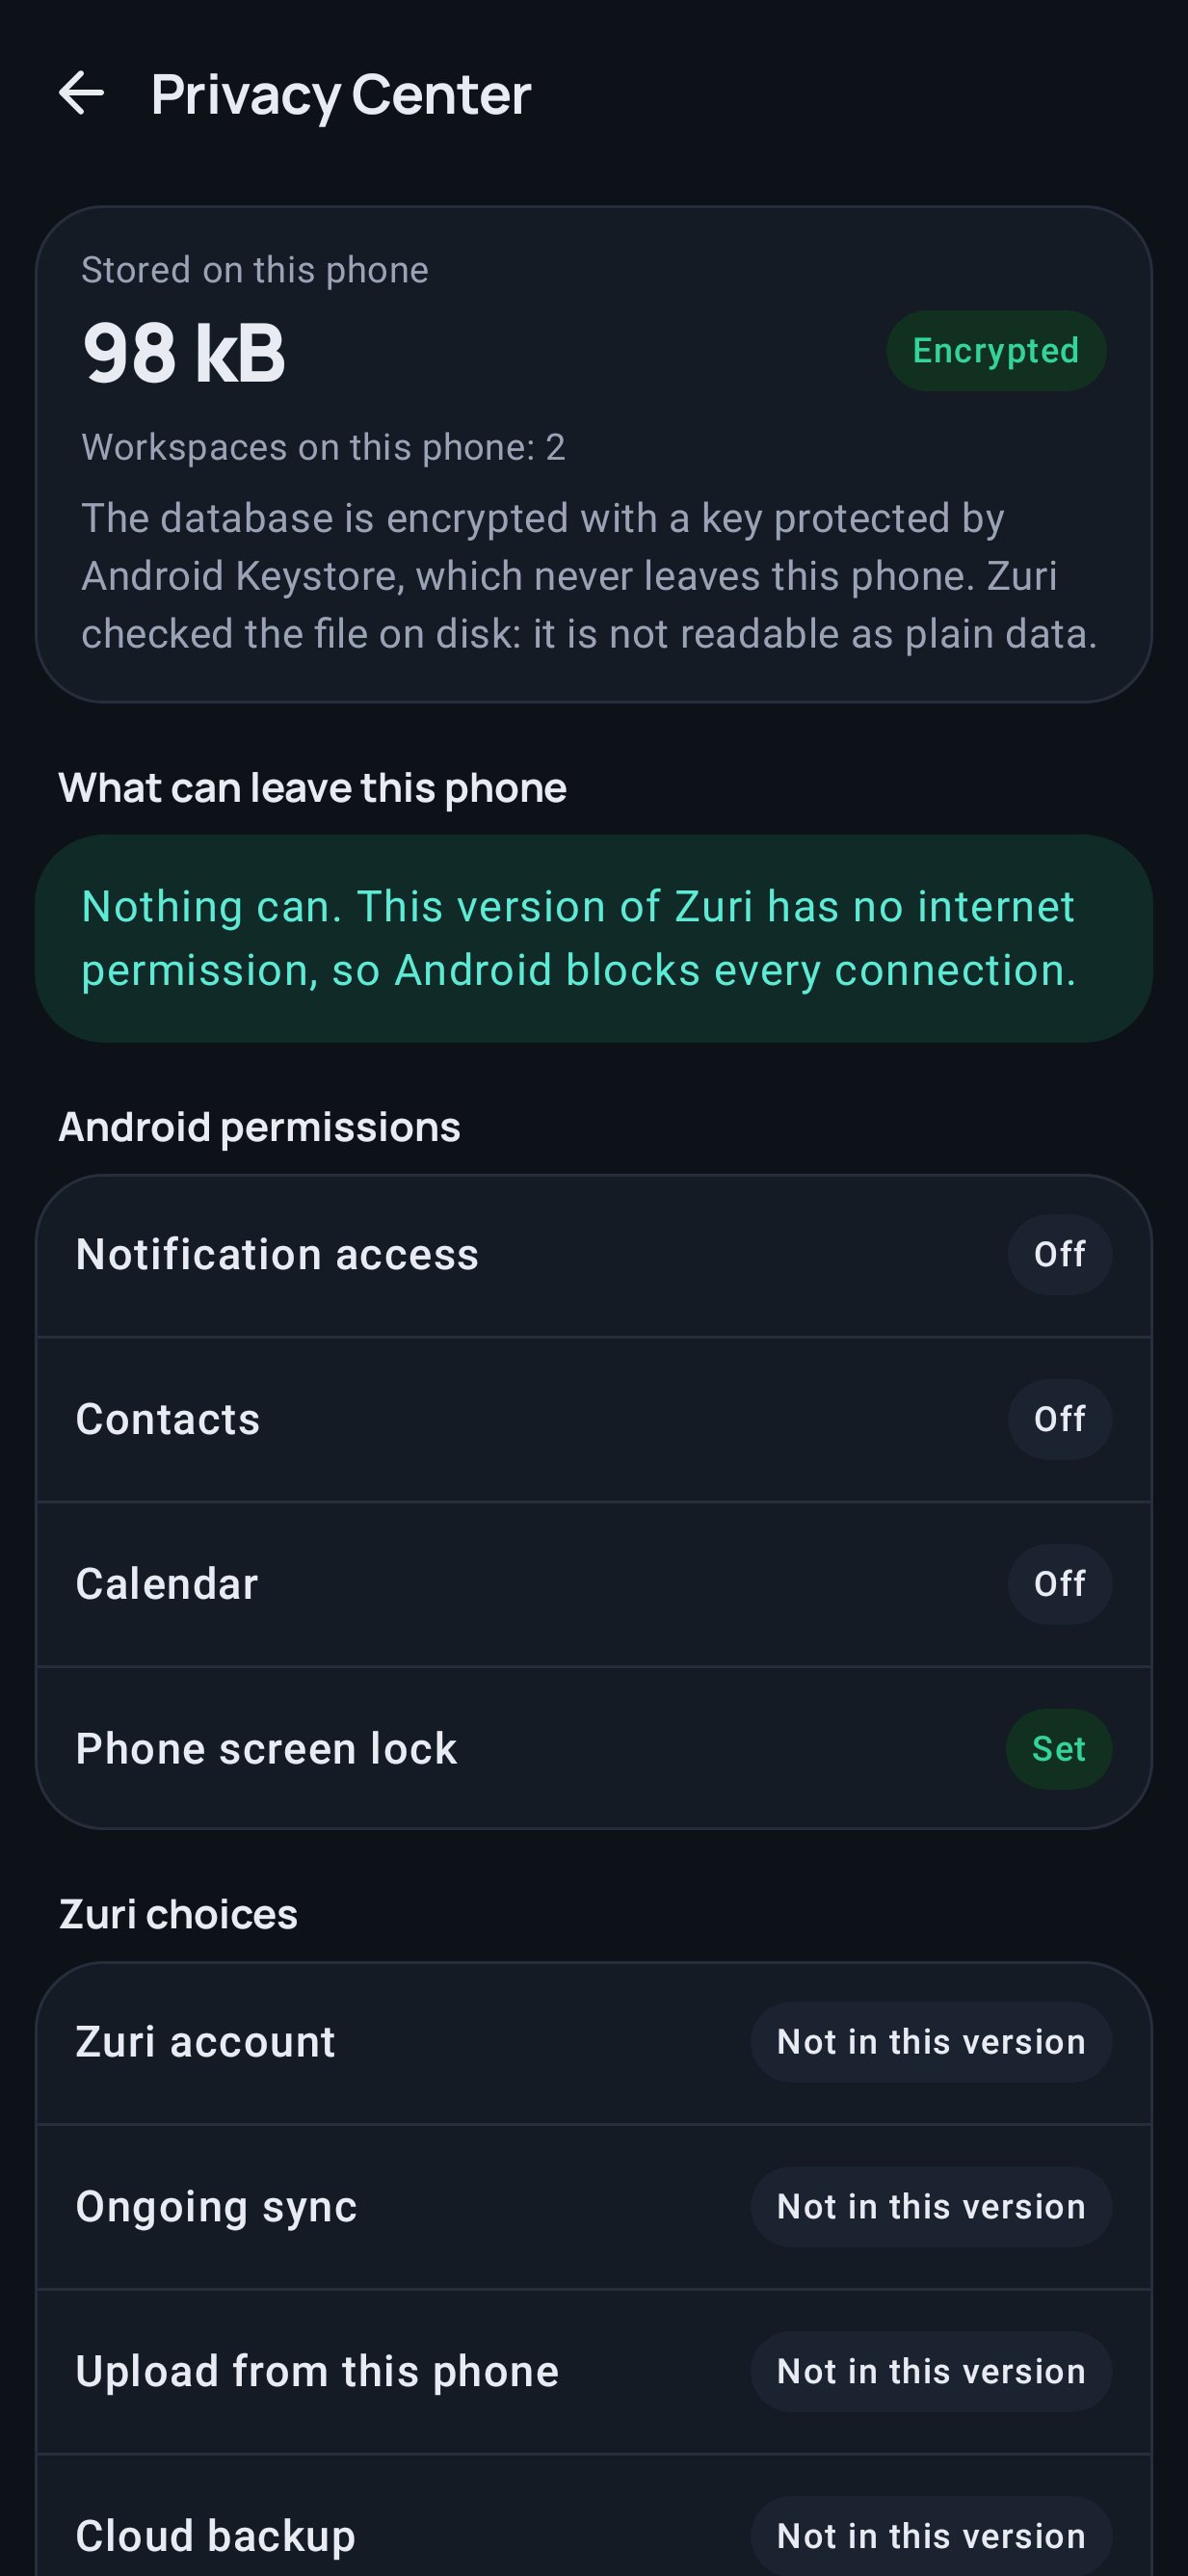 Privacy Center
Stored on this phone
98 kB
Encrypted
Workspaces on this phone: 2
The database is encrypted with a key protected by
Android Keystore, which never leaves this phone. Zuri
checked the file on disk: it is not readable as plain data.
What can leave this phone
Nothing can. This version of Zuri has no internet
permission, so Android blocks every connection.
Android permissions
Notification access
Off
Contacts
Off
Calendar
Off
Phone screen lock
Set
Zuri choices
Zuri account
Not in this version
Ongoing sync
Not in this version
Upload from this phone
Not in this version
Cloud backup
Not in this version